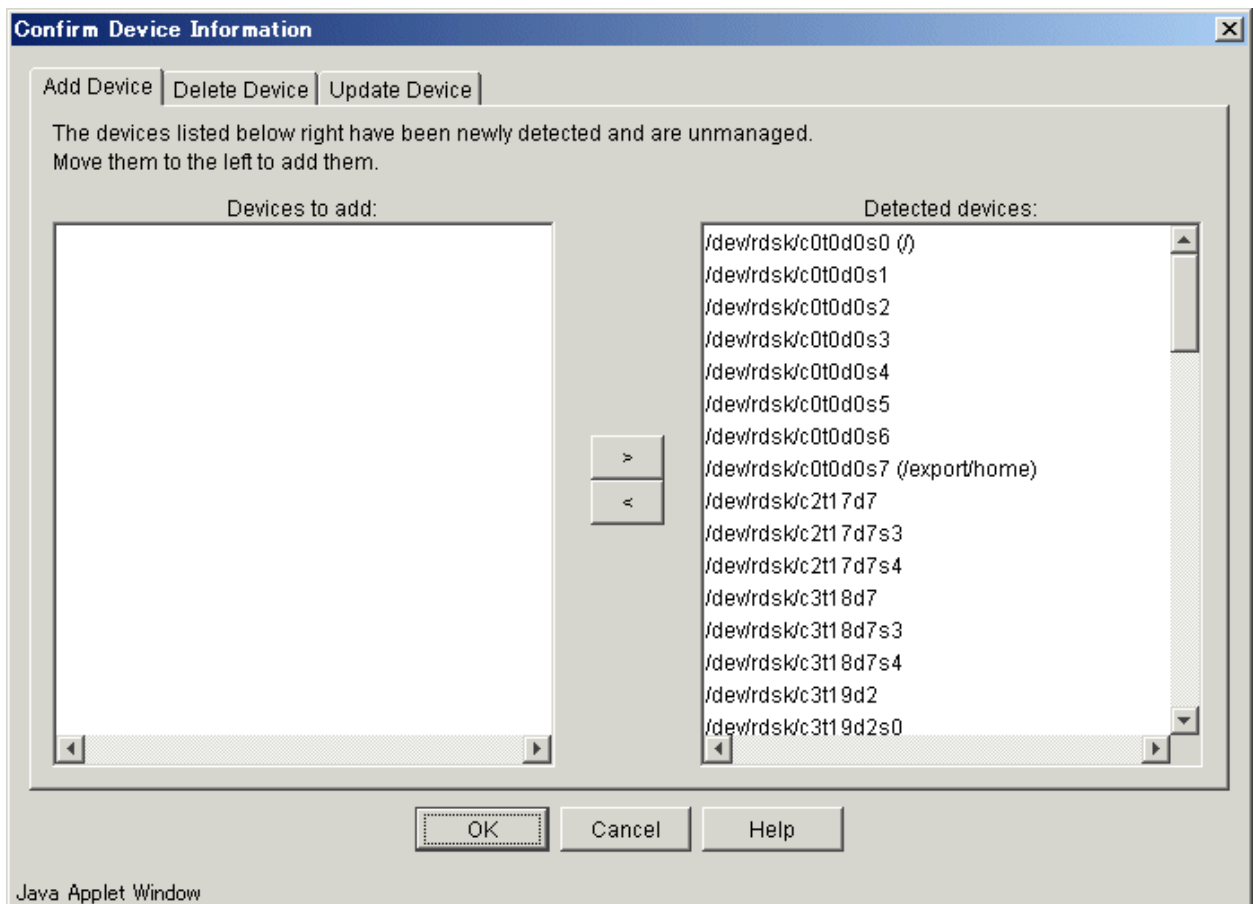 Confirm Device Information
Add Device
Delete Device
Update Device
The devices listed below right have been newly detected and are unmanaged.
Move them to the left to add them.
Devices to add:
Detected devices:
/dev/rdsk/c0t0d0s0 (/)
/dev/rdsk/c0t0d0s1
/dev/rdsk/c0t0d0s2
/dev/rdsk/c0t0d0s3
/dev/rdsk/c0t0d0s4
/dev/rdsk/c0t0d0s5
/dev/rdsk/c0t0d0s6
/dev/rdsk/c0t0d0s7 (/export/home)
/dev/rdsk/c2t17d7
/dev/rdsk/c2t17d7s3
/dev/rdsk/c2t17d7s4
/dev/rdsk/c3t18d7
/dev/rdsk/c3t18d7s3
/dev/rdsk/c3t18d7s4
/dev/rdsk/c3t19d2
/dev/rdsk/c3t19d2s0
>
<
OK
Cancel
Help
Java Applet Window